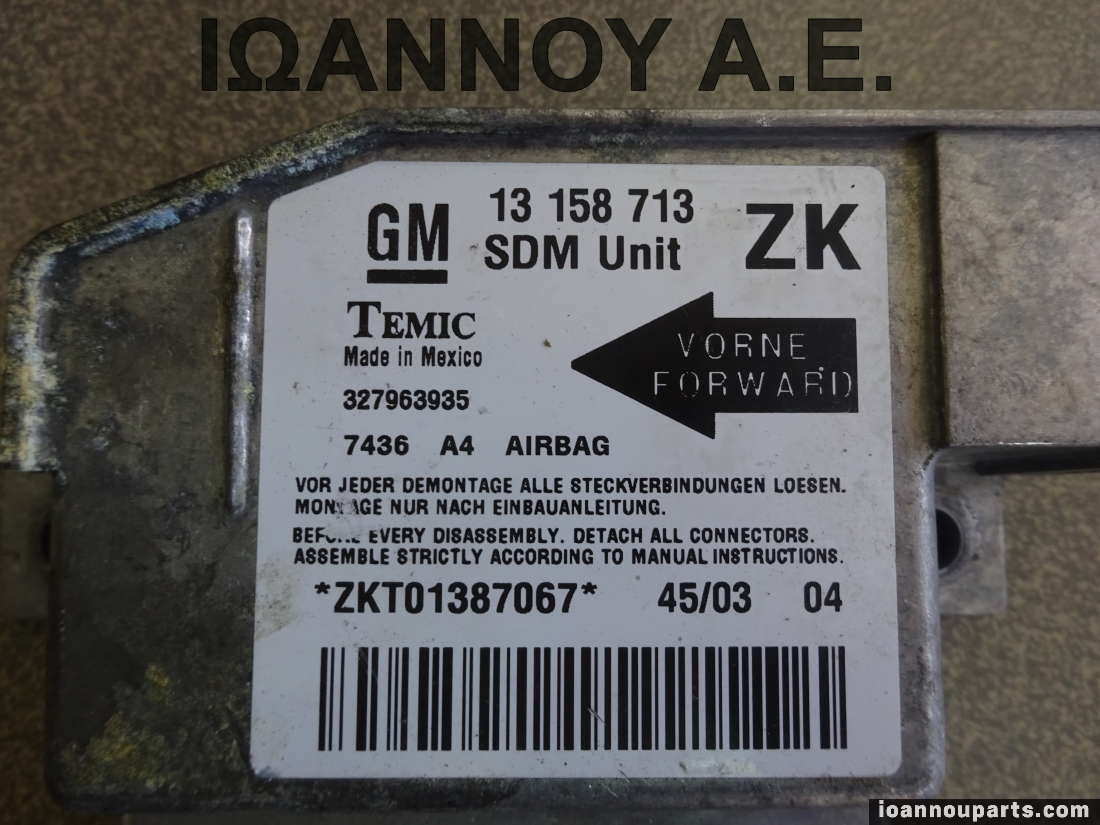 ΙΩΑΝΝΟΥ Α.Ε.
GM
13 158 713
SDM Unit
ZK
TEMIC
Made in Mexico
VORNE
FORWARD
327963935
7436 A4 AIRBAG
VOR JEDER DEMONTAGE ALLE STECKVERBINDUNGEN LOESEN.
MONTAGE NUR NACH EINBAUANLEITUNG.
BEFORE EVERY DISASSEMBLY. DETACH ALL CONNECTORS.
ASSEMBLE STRICTLY ACCORDING TO MANUAL INSTRUCTIONS.
*ZKT01387067* 45/03 04
ioannouparts.com